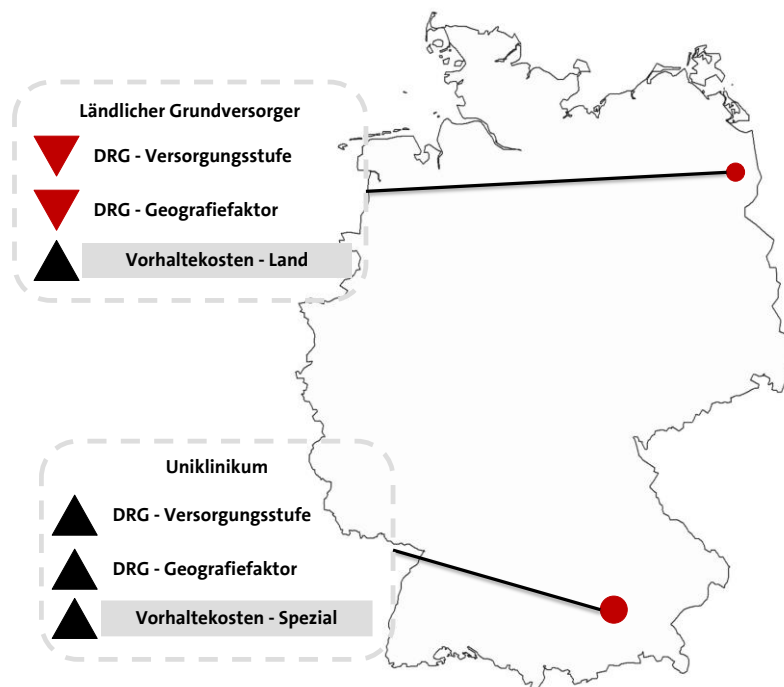 Ländlicher Grundversorger
DRG - Versorgungsstufe
DRG - Geografiefaktor
Vorhaltekosten - Land
Uniklinikum
DRG - Versorgungsstufe
DRG - Geografiefaktor
Vorhaltekosten - Spezial